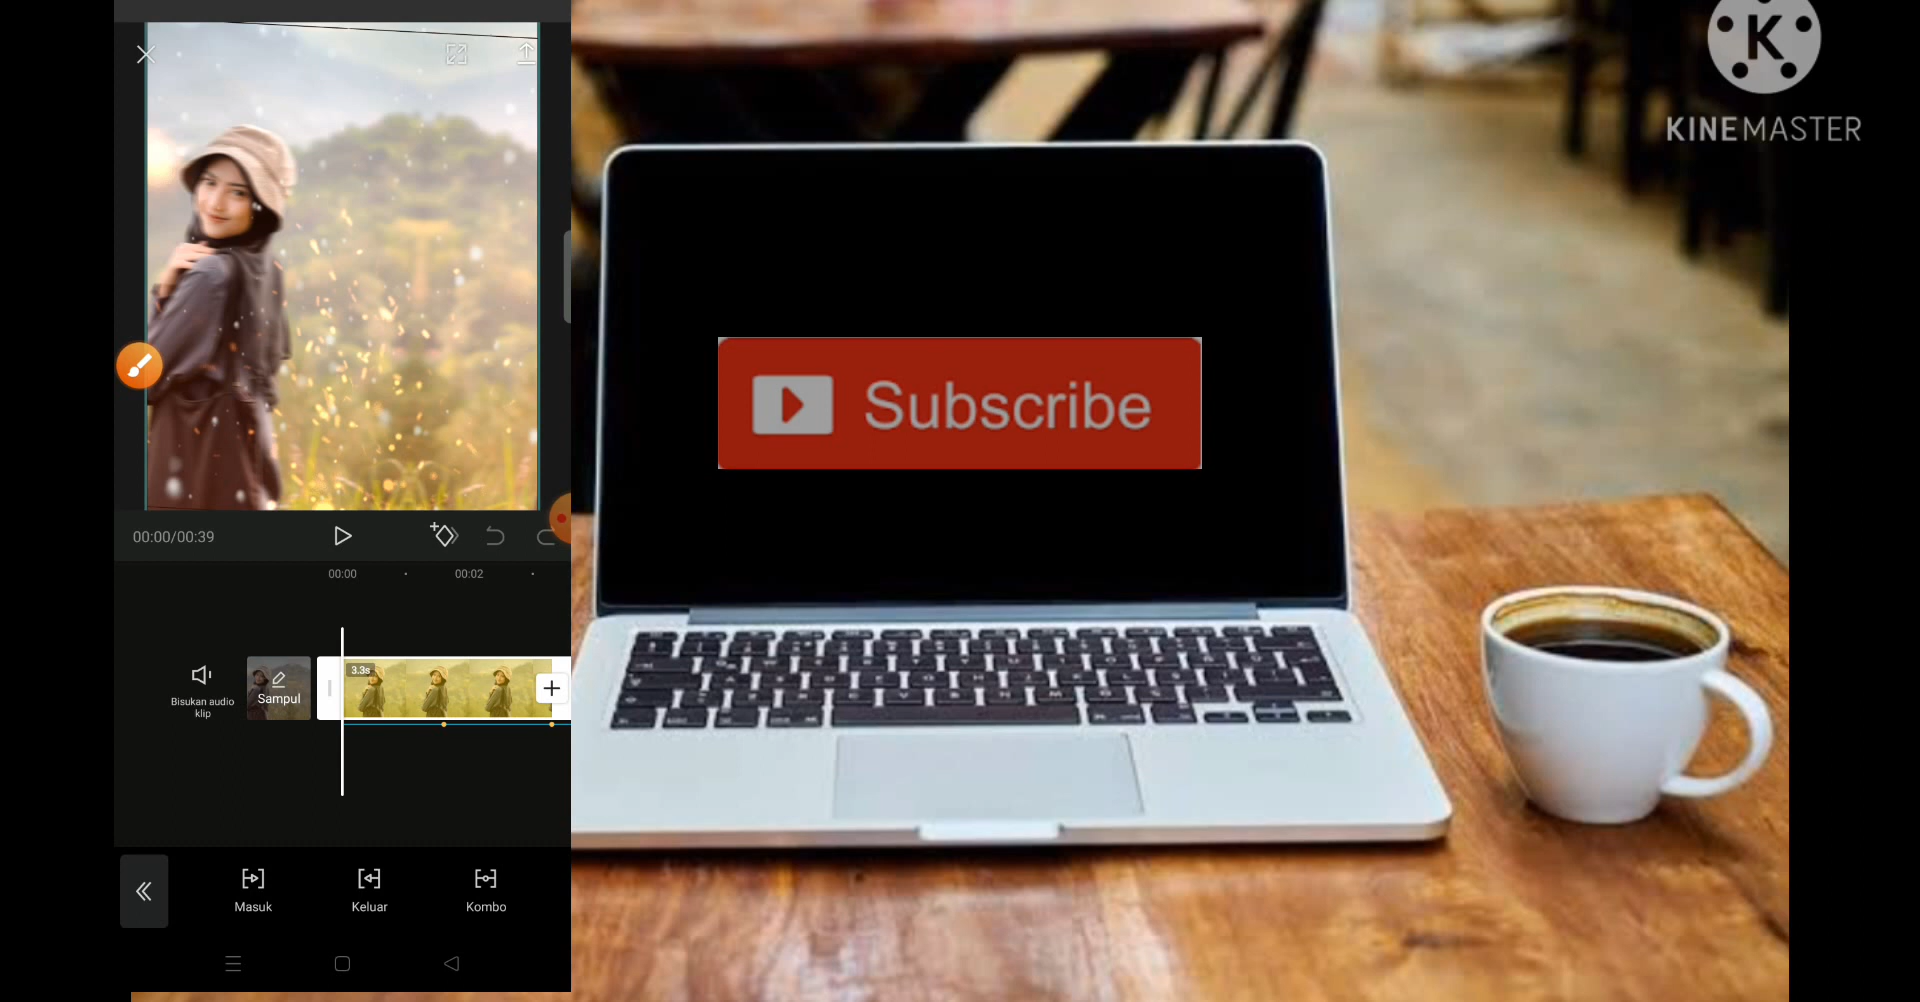 KINEMASTER
Subscribe
00:00/00:39
00:00
00:02
3.3s
Bisukan audio
klip
Sampul
Masuk
Keluar
Kombo